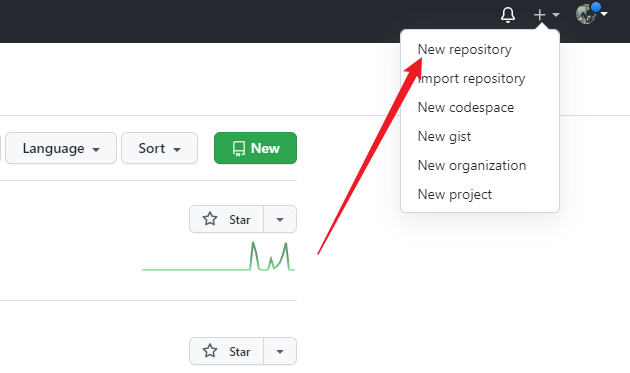 New repository
Import repository
New codespace
New gist
New organization
New project
Language
Sort
New
Star
Star